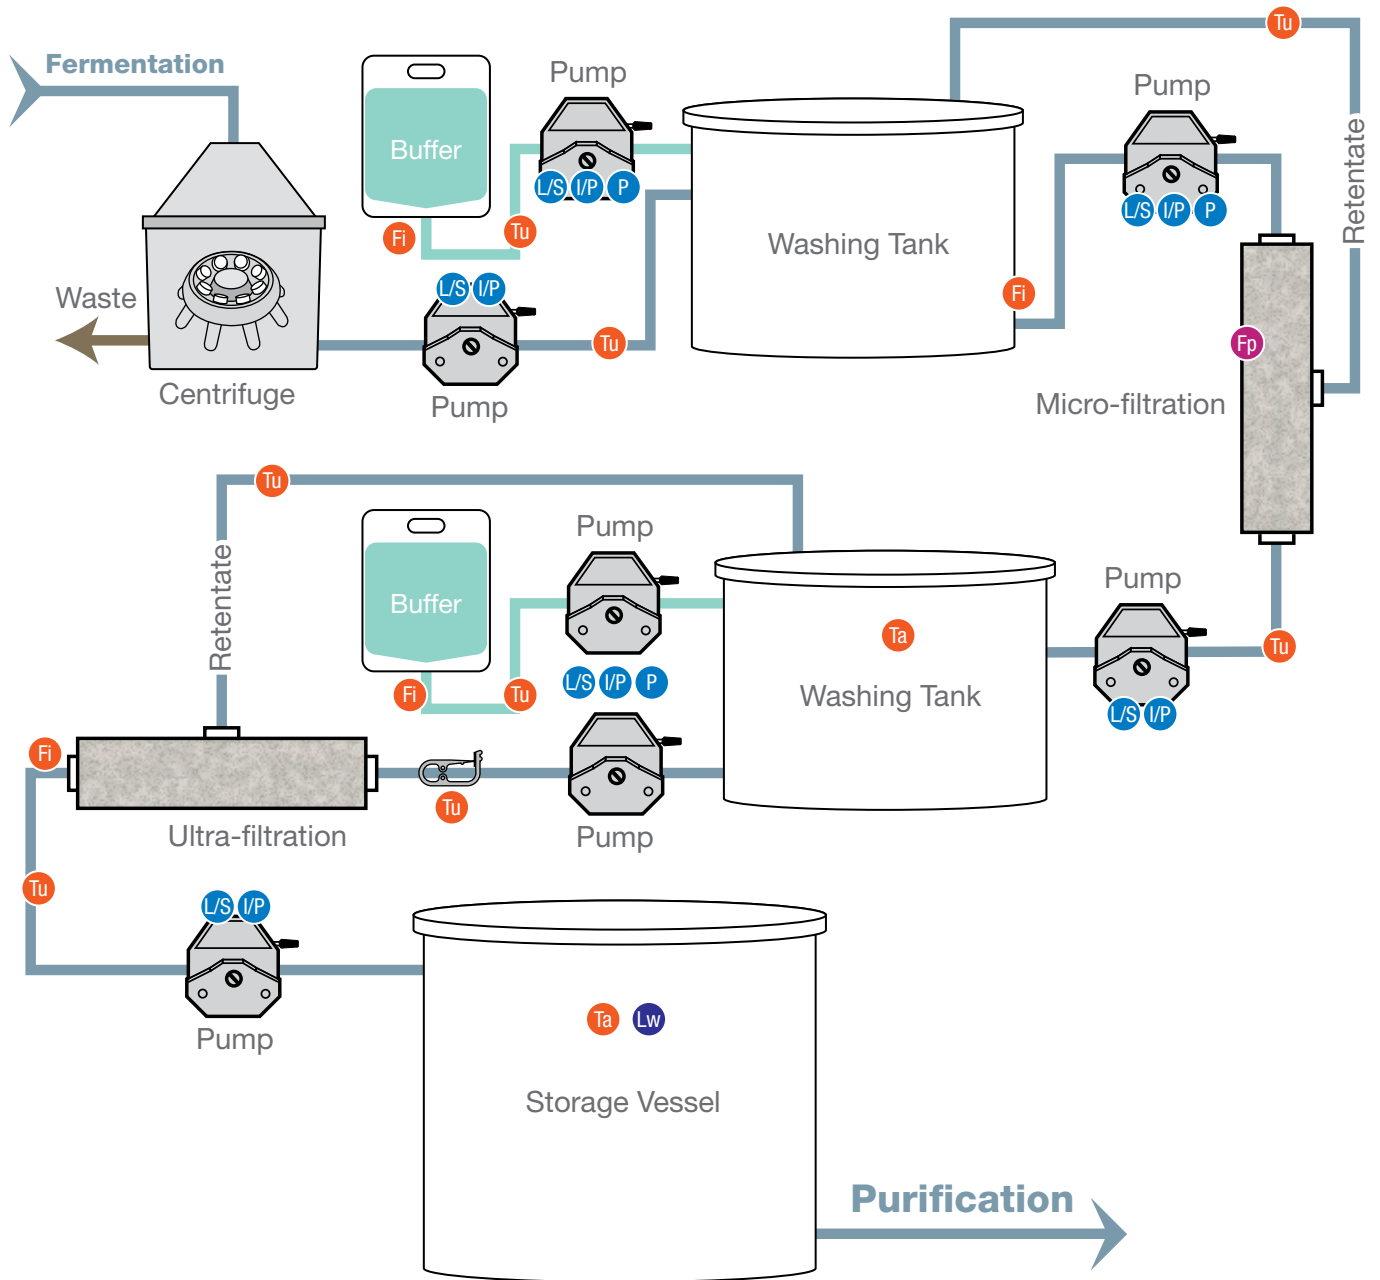 Fermentation
Tu
Pump
Pump
Buffer
L/S I/P P
L/S I/P P
Retentate
Fi
Tu
Washing Tank
Waste
L/S I/P
Fi
Tu
Fp
Centrifuge
Pump
Micro-filtration
Tu
Retentate
Pump
Buffer
Pump
Ta
Tu
Fi
Tu
L/S I/P P
Washing Tank
L/S I/P
Fi
Tu
Ultra-filtration
Pump
Tu
L/S I/P
Pump
Ta Lw
Storage Vessel
Purification